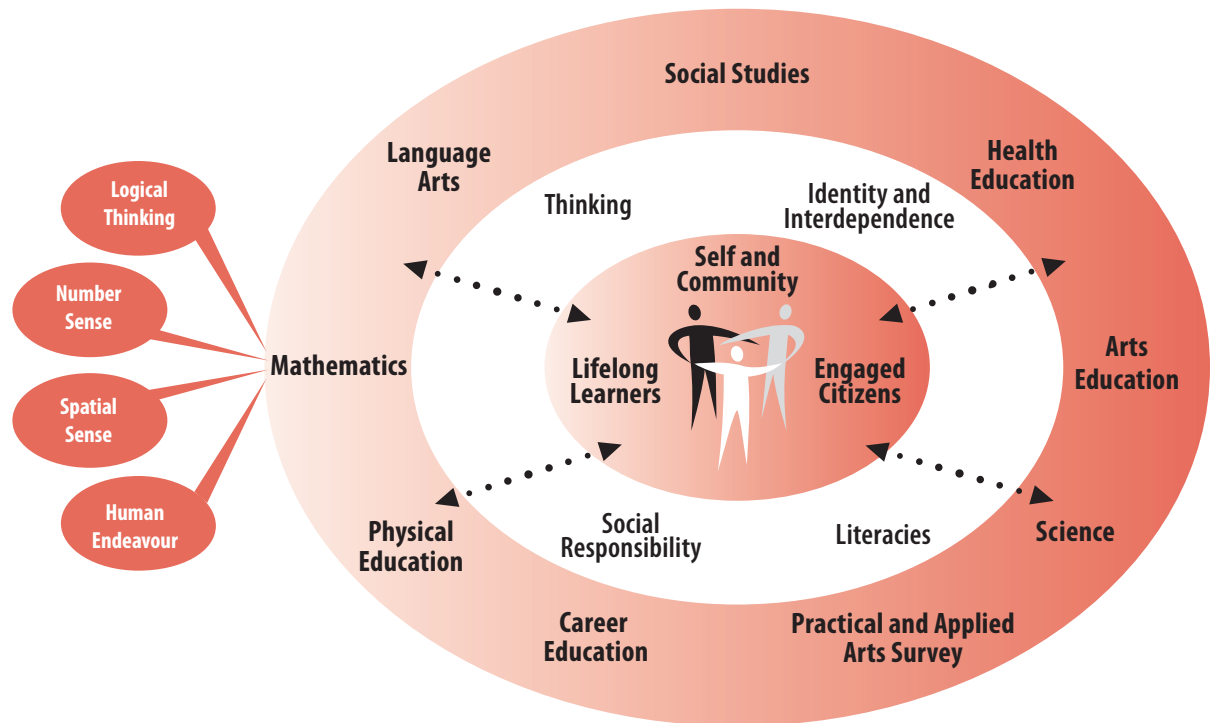 Social Studies
Language
Arts
Health
Education
Logical
Thinking
Thinking
Identity and
Interdependence
Self and
Community
Number
Sense
Mathematics
Lifelong
Learners
Engaged
Citizens
Arts
Education
Spatial
Sense
Human
Endeavour
Physical
Education
Social
Responsibility
Literacies
Science
Career
Education
Practical and Applied
Arts Survey